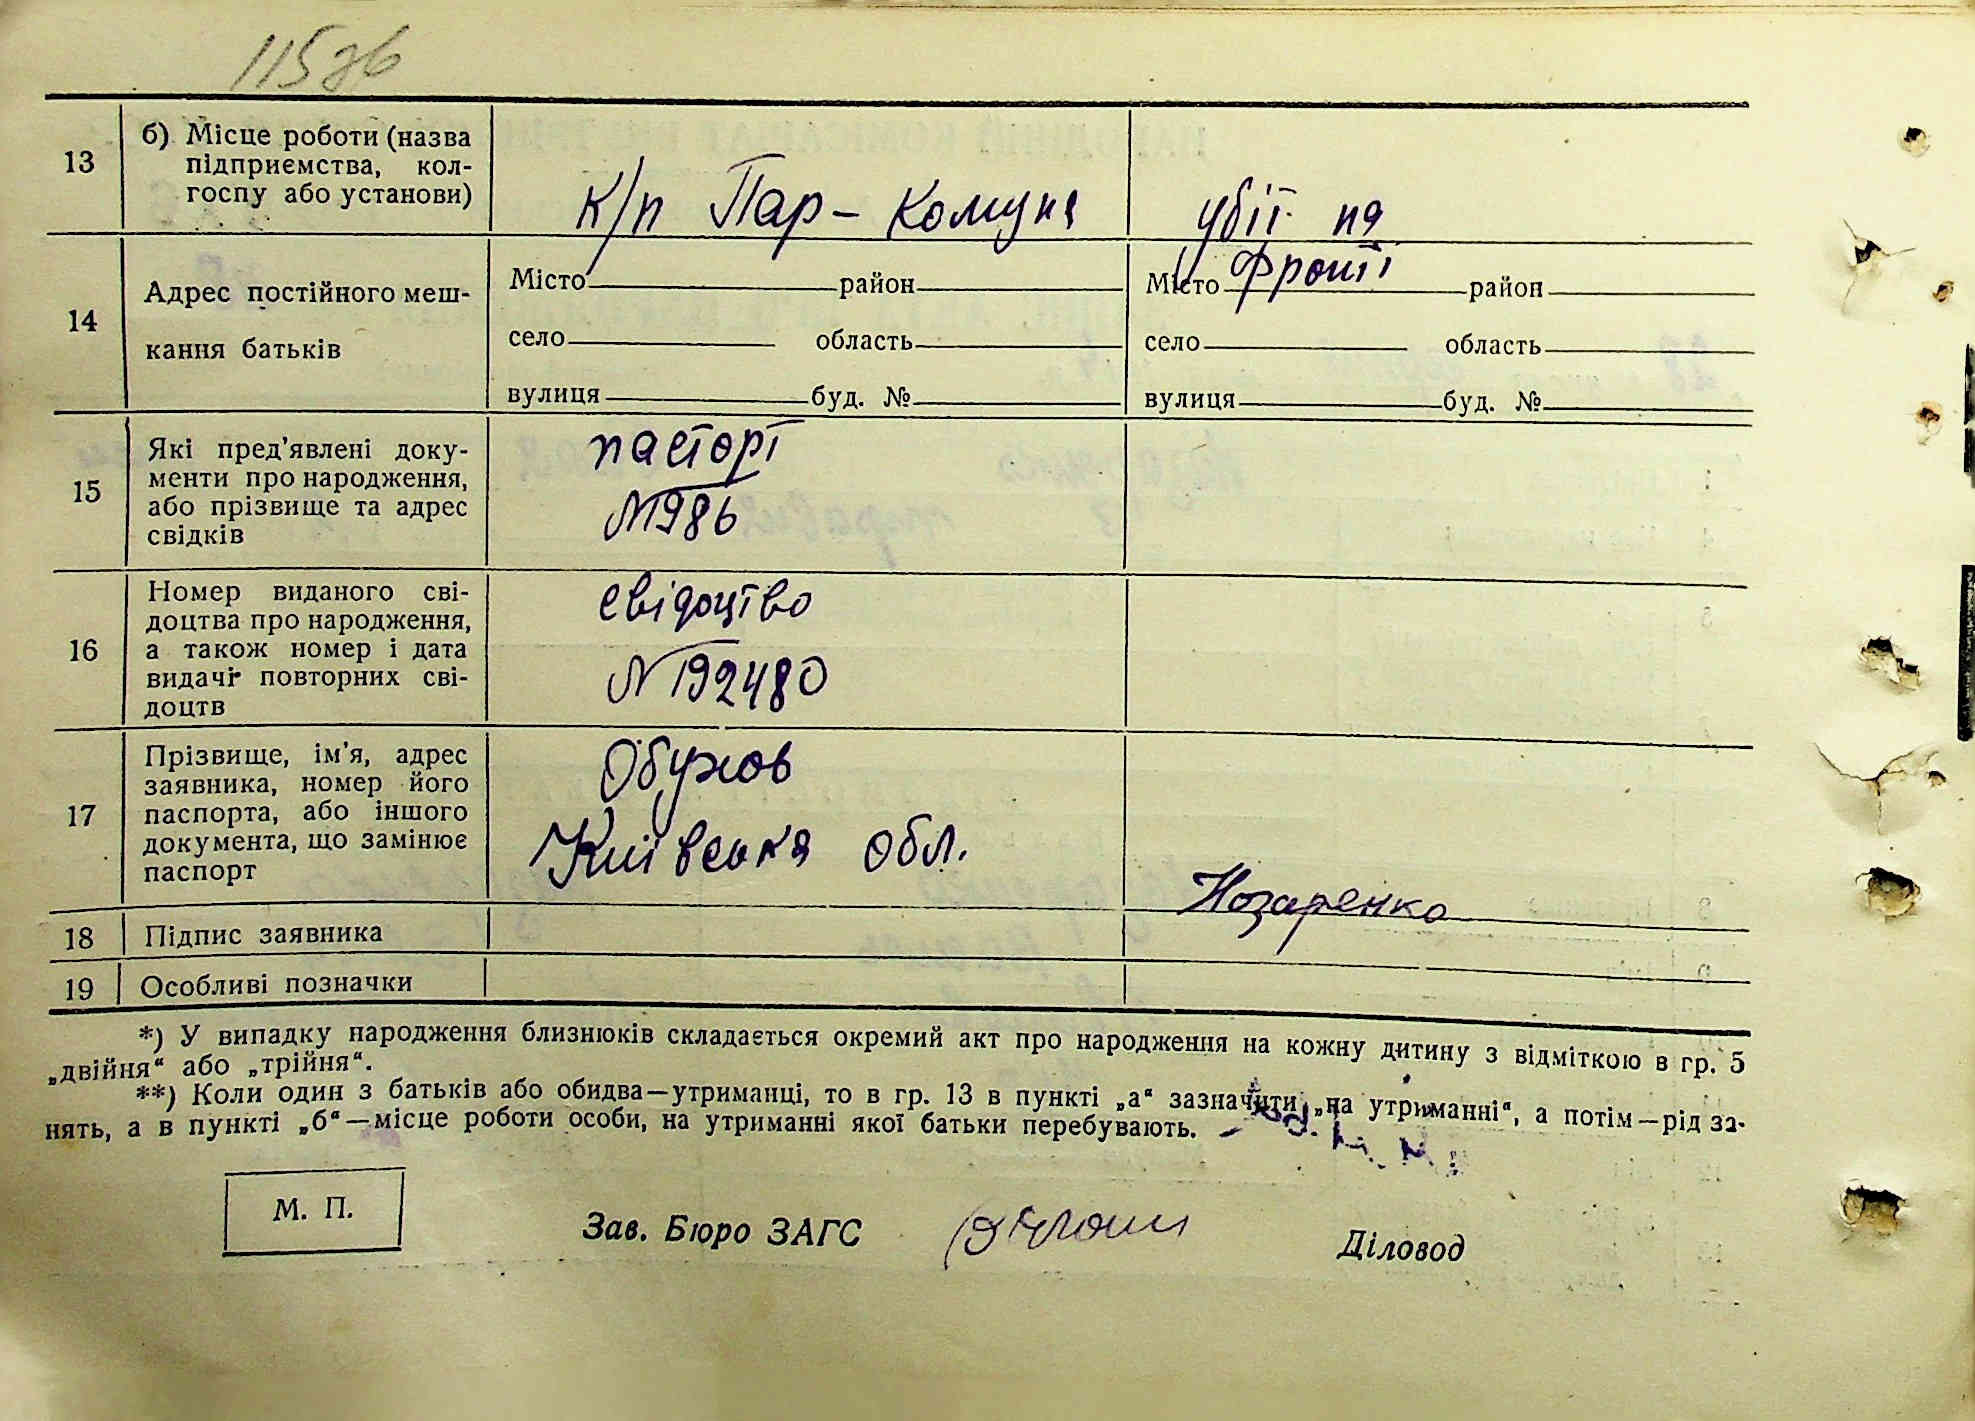 115зв
13
б) Місце роботи (назва
підприємства, кол-
госпу або установи)
к/п Пар-Комуна
убіт на
фронті
14
Адрес постійного меш-
кання батьків
Місто район
село область
вулиця буд. №
Місто район
село область
вулиця буд. №
15
Які пред'явлені доку-
менти про народження,
або прізвище та адрес
свідків
паспорт
№1986
16
Номер виданого сві-
доцтва про народження,
а також номер і дата
видачі повторних сві-
доцтв
свідоцтво
№192480
17
Прізвище, ім'я, адрес
заявника, номер його
паспорта, або іншого
документа, що замінює
паспорт
Обухов
Київська обл.
Назаренко
18
Підпис заявника
19
Особливі позначки
*) У випадку народження близнюків складається окремий акт про народження на кожну дитину з відміткою в гр. 5
„двійня“ або „трійня“.
**) Коли один з батьків або обидва—утриманці, то в гр. 13 в пункті „а“ зазначити „на утриманні“, а потім—рід за-
нять, а в пункті „б“—місце роботи особи, на утриманні якої батьки перебувають.
М. П.
Зав. Бюро ЗАГС
Діловод